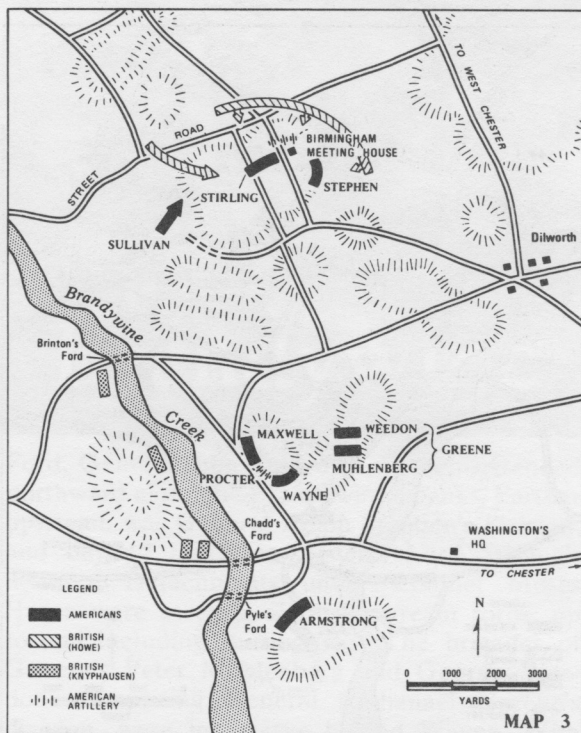 TO WEST CHESTER
ROAD
BIRMINGHAM
MEETING HOUSE
STREET
STIRLING
STEPHEN
SULLIVAN
Dilworth
Brandywine
Brinton's
Ford
Creek
MAXWELL
WEEDON
GREENE
MUHLENBERG
PROCTER
WAYNE
Chadd's
Ford
WASHINGTON'S
HQ
TO CHESTER
LEGEND
AMERICANS
BRITISH
(HOWE)
BRITISH
(KNYPHAUSEN)
AMERICAN
ARTILLERY
Pyle's
Ford
ARMSTRONG
N
0 1000 2000 3000
YARDS
MAP 3